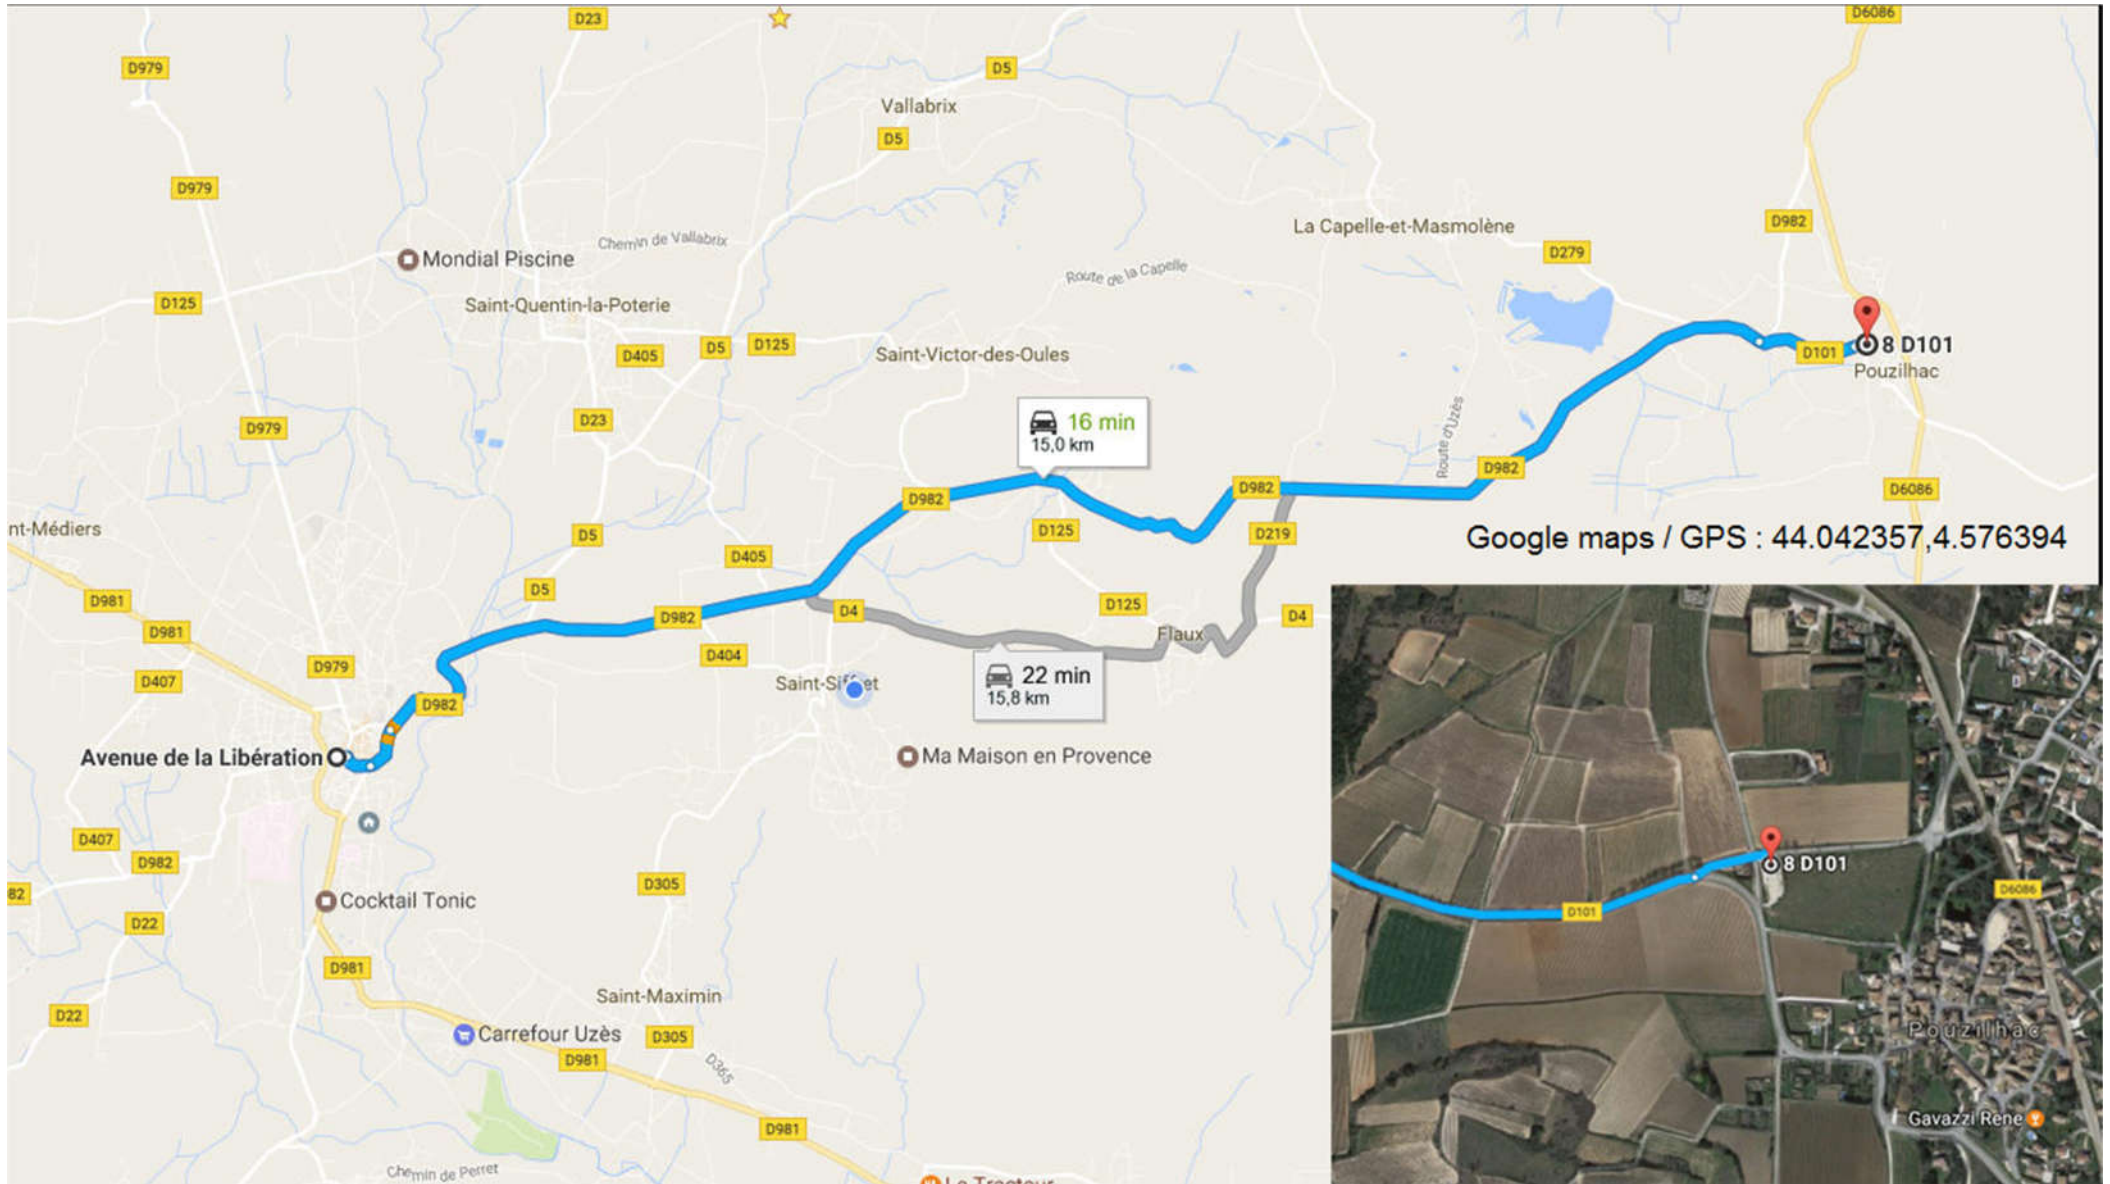 D23
D6086
D979
D5
Vallabrix
D5
D979
La Capelle-et-Masmolène
D982
D279
Chemin de Vallabrix
Mondial Piscine
Route de la Capelle
D125
Saint-Quentin-la-Poterie
D405
D5
D125
Saint-Victor-des-Oules
D101
8 D101
Pouzilhac
16 min
15,0 km
D23
D979
Route d'Uzès
D982
D982
D982
D6086
nt-Médiers
D5
D405
D125
D219
Google maps / GPS : 44.042357,4.576394
D981
D5
D982
D4
D125
D4
D981
Flaux
D979
D404
D407
Saint-Siffret
22 min
15,8 km
D982
Avenue de la Libération
Ma Maison en Provence
D407
D982
82
D305
Cocktail Tonic
D22
D981
Saint-Maximin
D22
Carrefour Uzès
D305
D981
D365
D981
Chemin de Perret
Le Tracteur
8 D101
D6086
D101
Pouzilhac
Gavazzi Rene